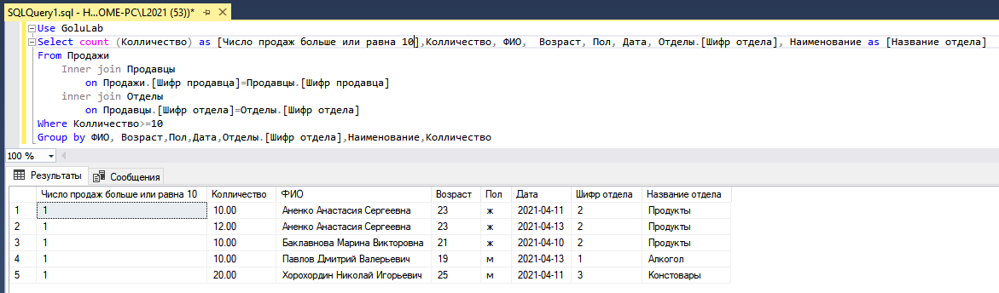 SQLQuery1.sql - H...OME-PC\L2021 (53))*
Use GoluLab
Select count (Колличество) as [Число продаж больше или равна 10],Колличество, ФИО, Возраст, Пол, Дата, Отделы.[Шифр отдела], Наименование as [Название отдела]
From Продажи
Inner join Продавцы
on Продажи.[Шифр продавца]=Продавцы.[Шифр продавца]
inner join Отделы
on Продавцы.[Шифр отдела]=Отделы.[Шифр отдела]
Where Колличество>=10
Group by ФИО, Возраст,Пол,Дата,Отделы.[Шифр отдела],Наименование,Колличество
100 %
Результаты Сообщения
Число продаж больше или равна 10 Колличество ФИО Возраст Пол Дата Шифр отдела Название отдела
1 1 10.00 Аненко Анастасия Сергеевна 23 ж 2021-04-11 2 Продукты
2 1 12.00 Аненко Анастасия Сергеевна 23 ж 2021-04-13 2 Продукты
3 1 10.00 Баклавнова Марина Викторовна 21 ж 2021-04-10 2 Продукты
4 1 10.00 Павлов Дмитрий Валерьевич 19 м 2021-04-13 1 Алкогол
5 1 20.00 Хорохордин Николай Игорьевич 25 м 2021-04-11 3 Констовары